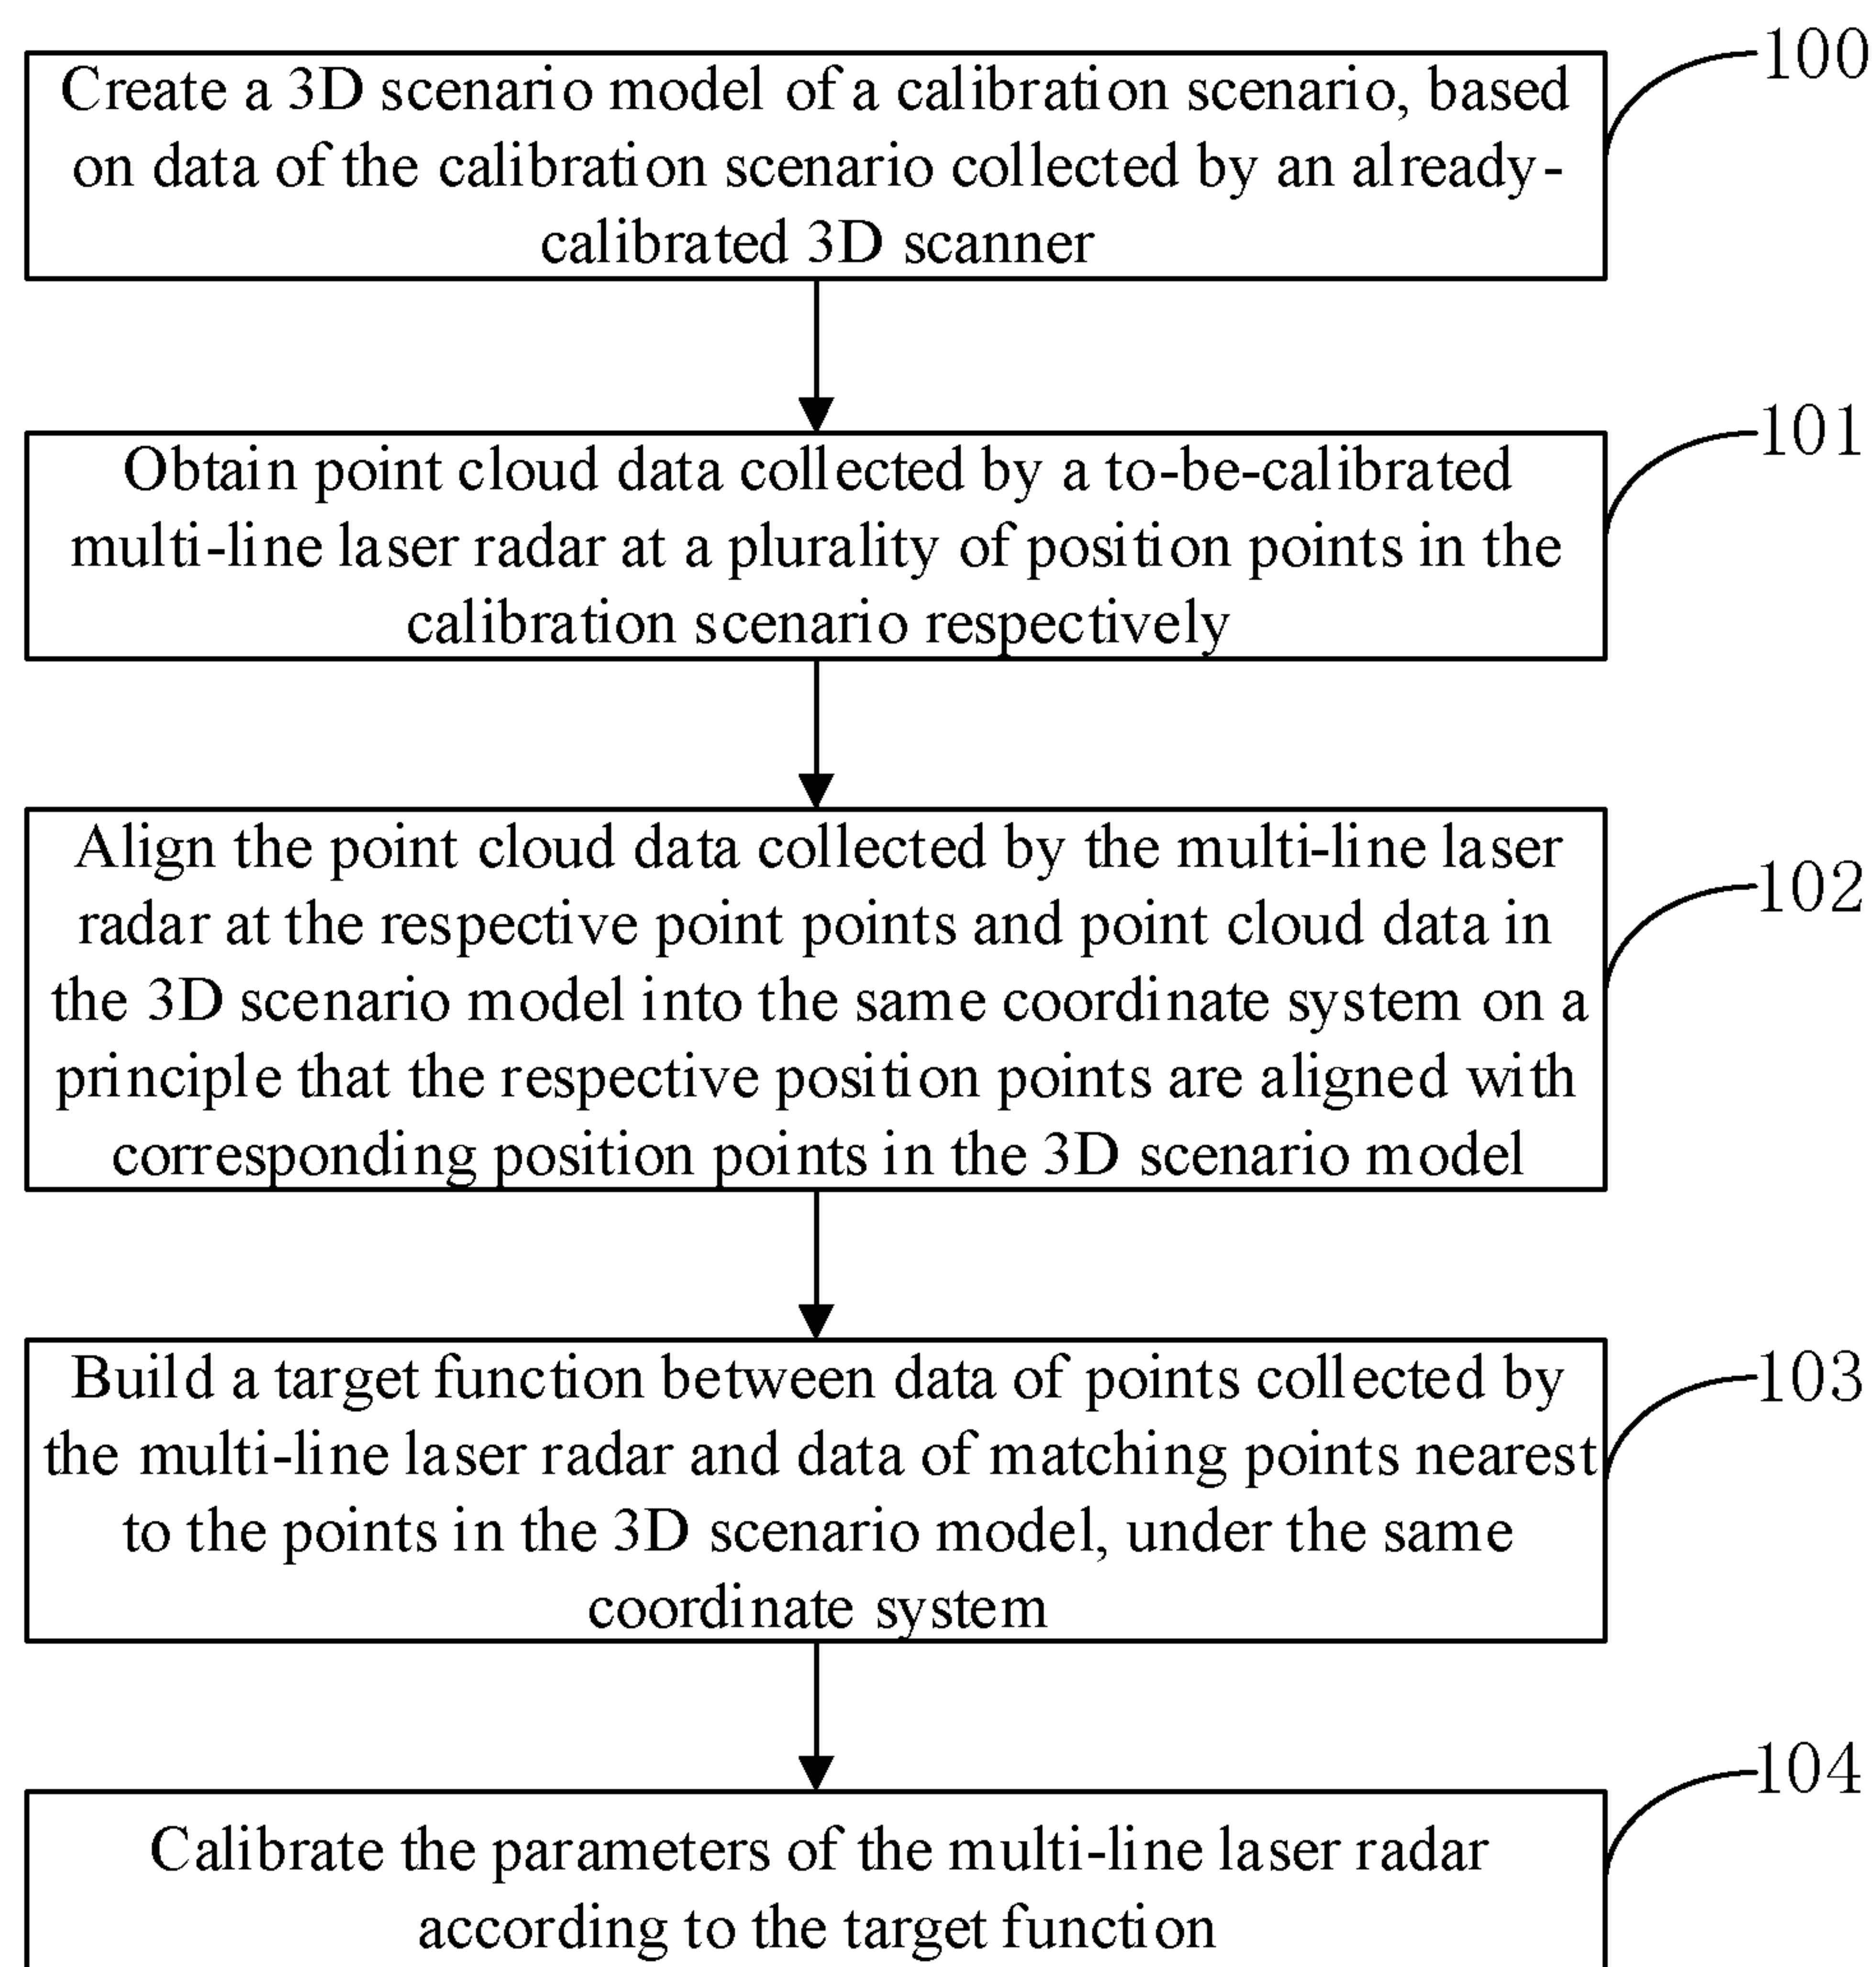 100
Create a 3D scenario model of a calibration scenario, based
on data of the calibration scenario collected by an already-
calibrated 3D scanner
101
Obtain point cloud data collected by a to-be-calibrated
multi-line laser radar at a plurality of position points in the
calibration scenario respectively
102
Align the point cloud data collected by the multi-line laser
radar at the respective point points and point cloud data in
the 3D scenario model into the same coordinate system on a
principle that the respective position points are aligned with
corresponding position points in the 3D scenario model
103
Build a target function between data of points collected by
the multi-line laser radar and data of matching points nearest
to the points in the 3D scenario model, under the same
coordinate system
104
Calibrate the parameters of the multi-line laser radar
according to the target function